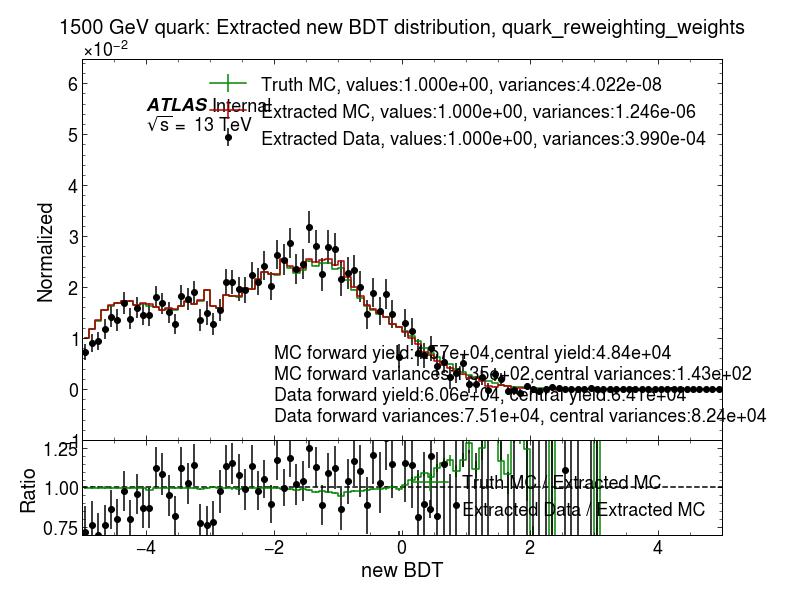 1500 GeV quark: Extracted new BDT distribution, quark_reweighting_weights
×10−2
Truth MC, values:1.000e+00, variances:4.022e-08
ATLAS Internal
Extracted MC, values:1.000e+00, variances:1.246e-06
√s = 13 TeV
Extracted Data, values:1.000e+00, variances:3.990e-04
6
5
4
3
2
1
0
−1
Normalized
MC forward central yield:4.84e+04
MC forward central variances:1.43e+02
Data forward yield:6.06e+04, central yield:6.41e+04
Data forward variances:7.51e+04, central variances:8.24e+04
1.25
1.00
0.75
Ratio
Truth MC / Extracted MC
Extracted Data / Extracted MC
−4 −2 0 2 4
new BDT